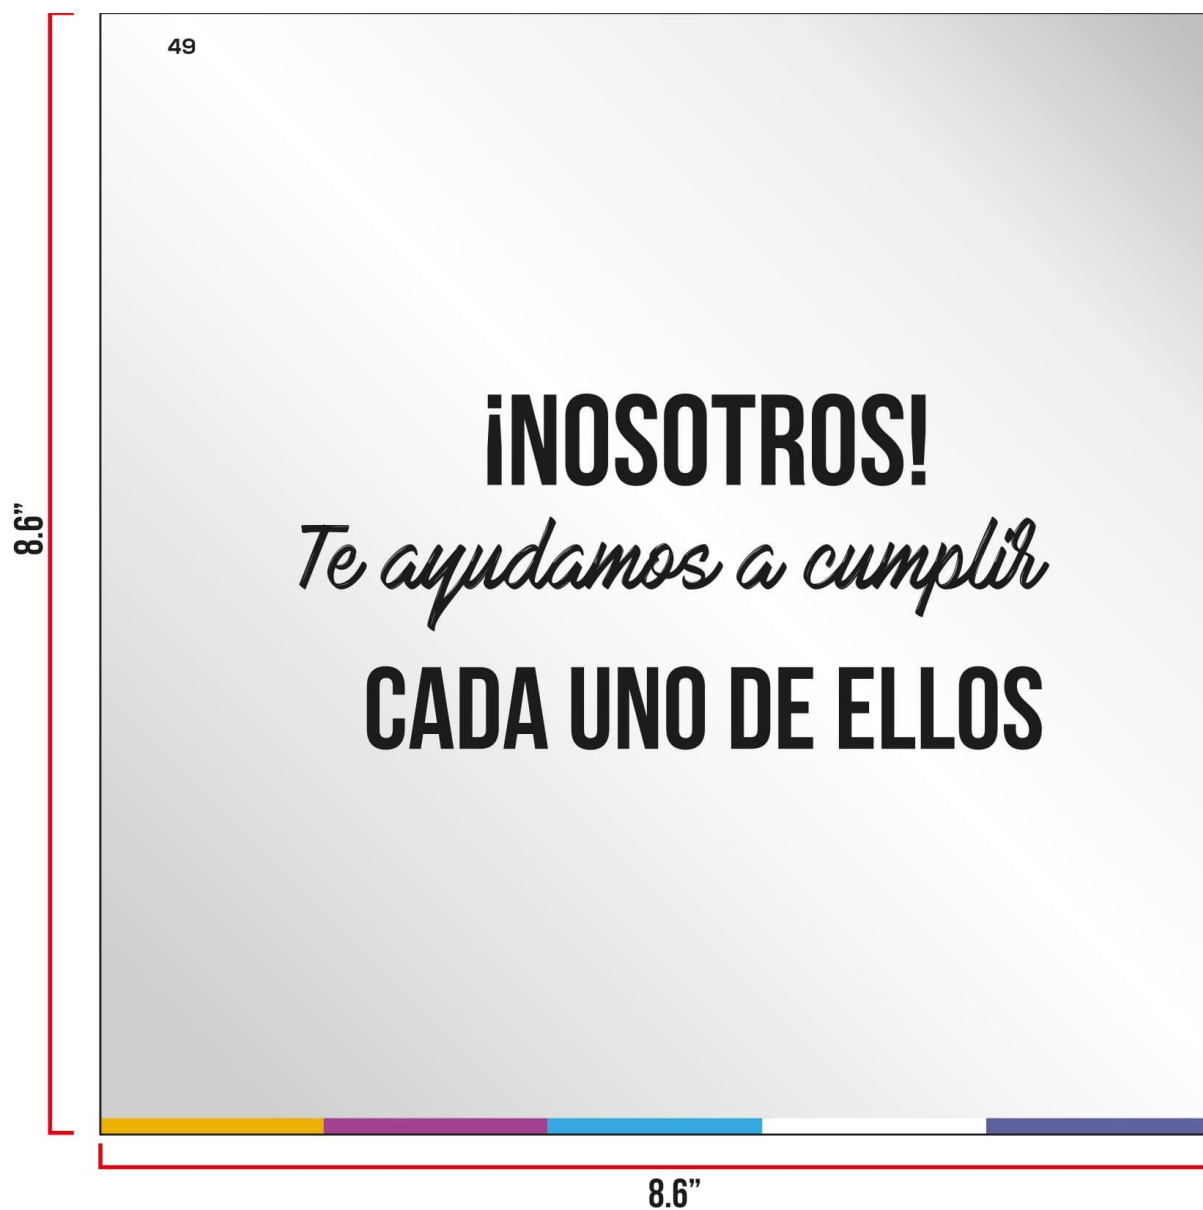 49
¡NOSOTROS!
Te ayudamos a cumplir
CADA UNO DE ELLOS
8.6”
8.6”